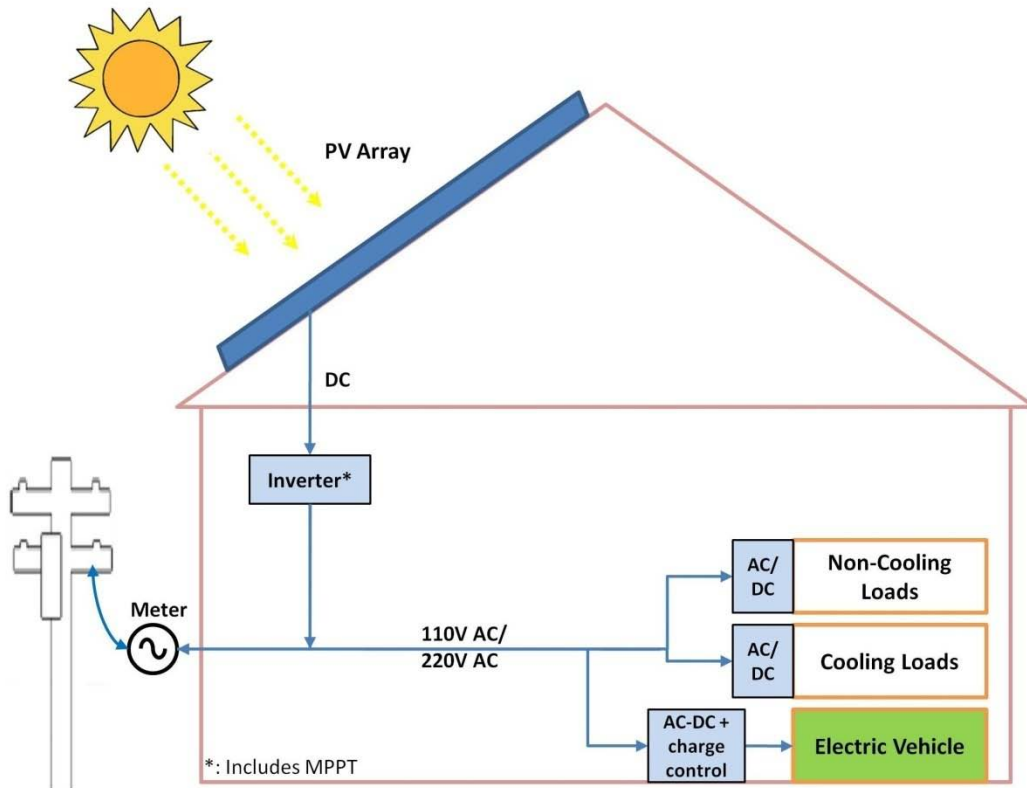 PV Array
DC
Inverter*
Meter
110V AC/
220V AC
AC/
DC
Non-Cooling
Loads
AC/
DC
Cooling Loads
AC-DC +
charge
control
Electric Vehicle
*: Includes MPPT